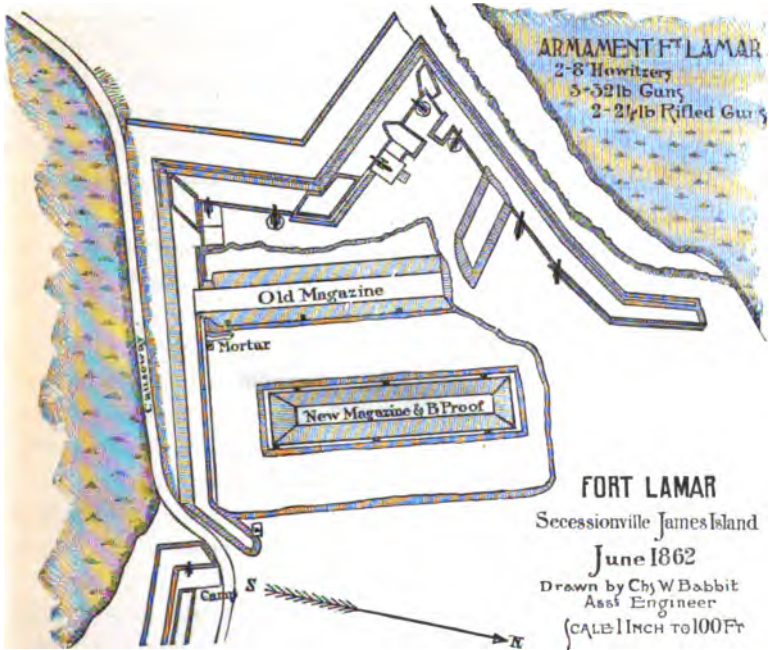 ARMAMENT FT LAMAR
2-8" Howitzers
3-32lb Guns
2-24lb Rifled Guns
Old Magazine
Mortar
Causeway
New Magazine & B Proof
FORT LAMAR
Secessionville James Island
June 1862
Drawn by Chs W Babbit
Asst Engineer
SCALE 1 INCH TO 100 FT
Camp
S
N